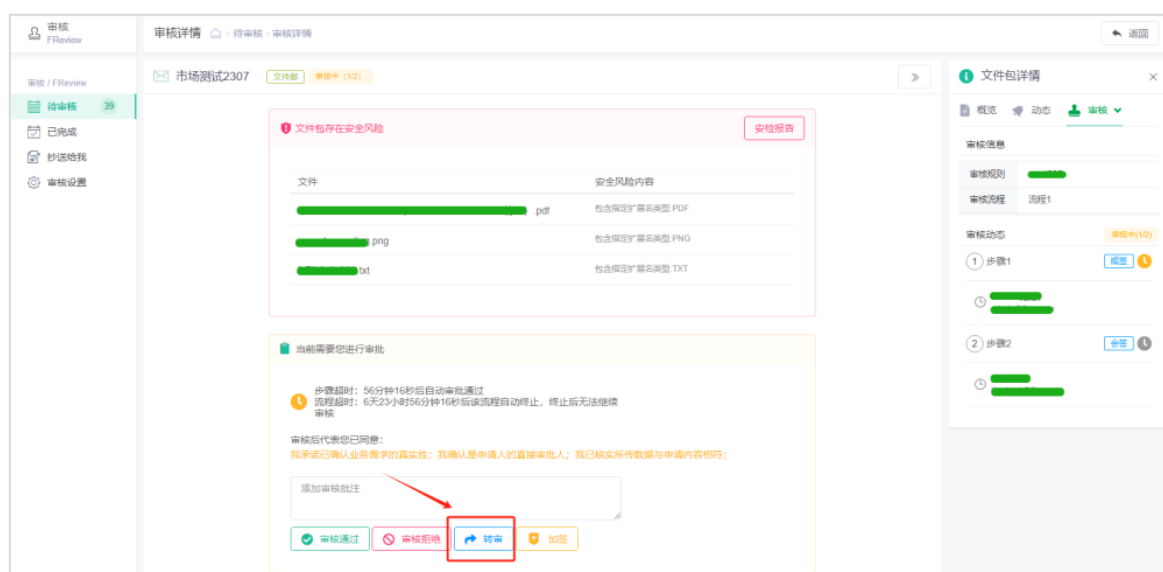 审核
FReview
审核详情 · 待审核 · 审核详情
返回
审核 / FReview
待审核 39
已完成
抄送给我
审核设置
市场测试2307 文件部 审核中 (1/2)
文件包存在安全风险
安检报告
文件 安全风险内容
.pdf 包含指定扩展名类型:PDF
.png 包含指定扩展名类型:PNG
txt 包含指定扩展名类型:TXT
当前需要您进行审批
步骤超时：56分钟16秒后自动审批通过
流程超时：6天23小时56分钟16秒后该流程自动终止，终止后无法继续
审核
审核后代表您已同意：
我承诺已确认业务需求的真实性；我确认是申请人的直接审批人；我已核实所传数据与申请内容相符；
添加审核批注
审核通过 审核拒绝 转审 加签
文件包详情
概览 动态 审核
审核信息
审核规则
审核流程 流程1
审核动态 审核中(1/2)
1 步骤1 或签
2 步骤2 会签